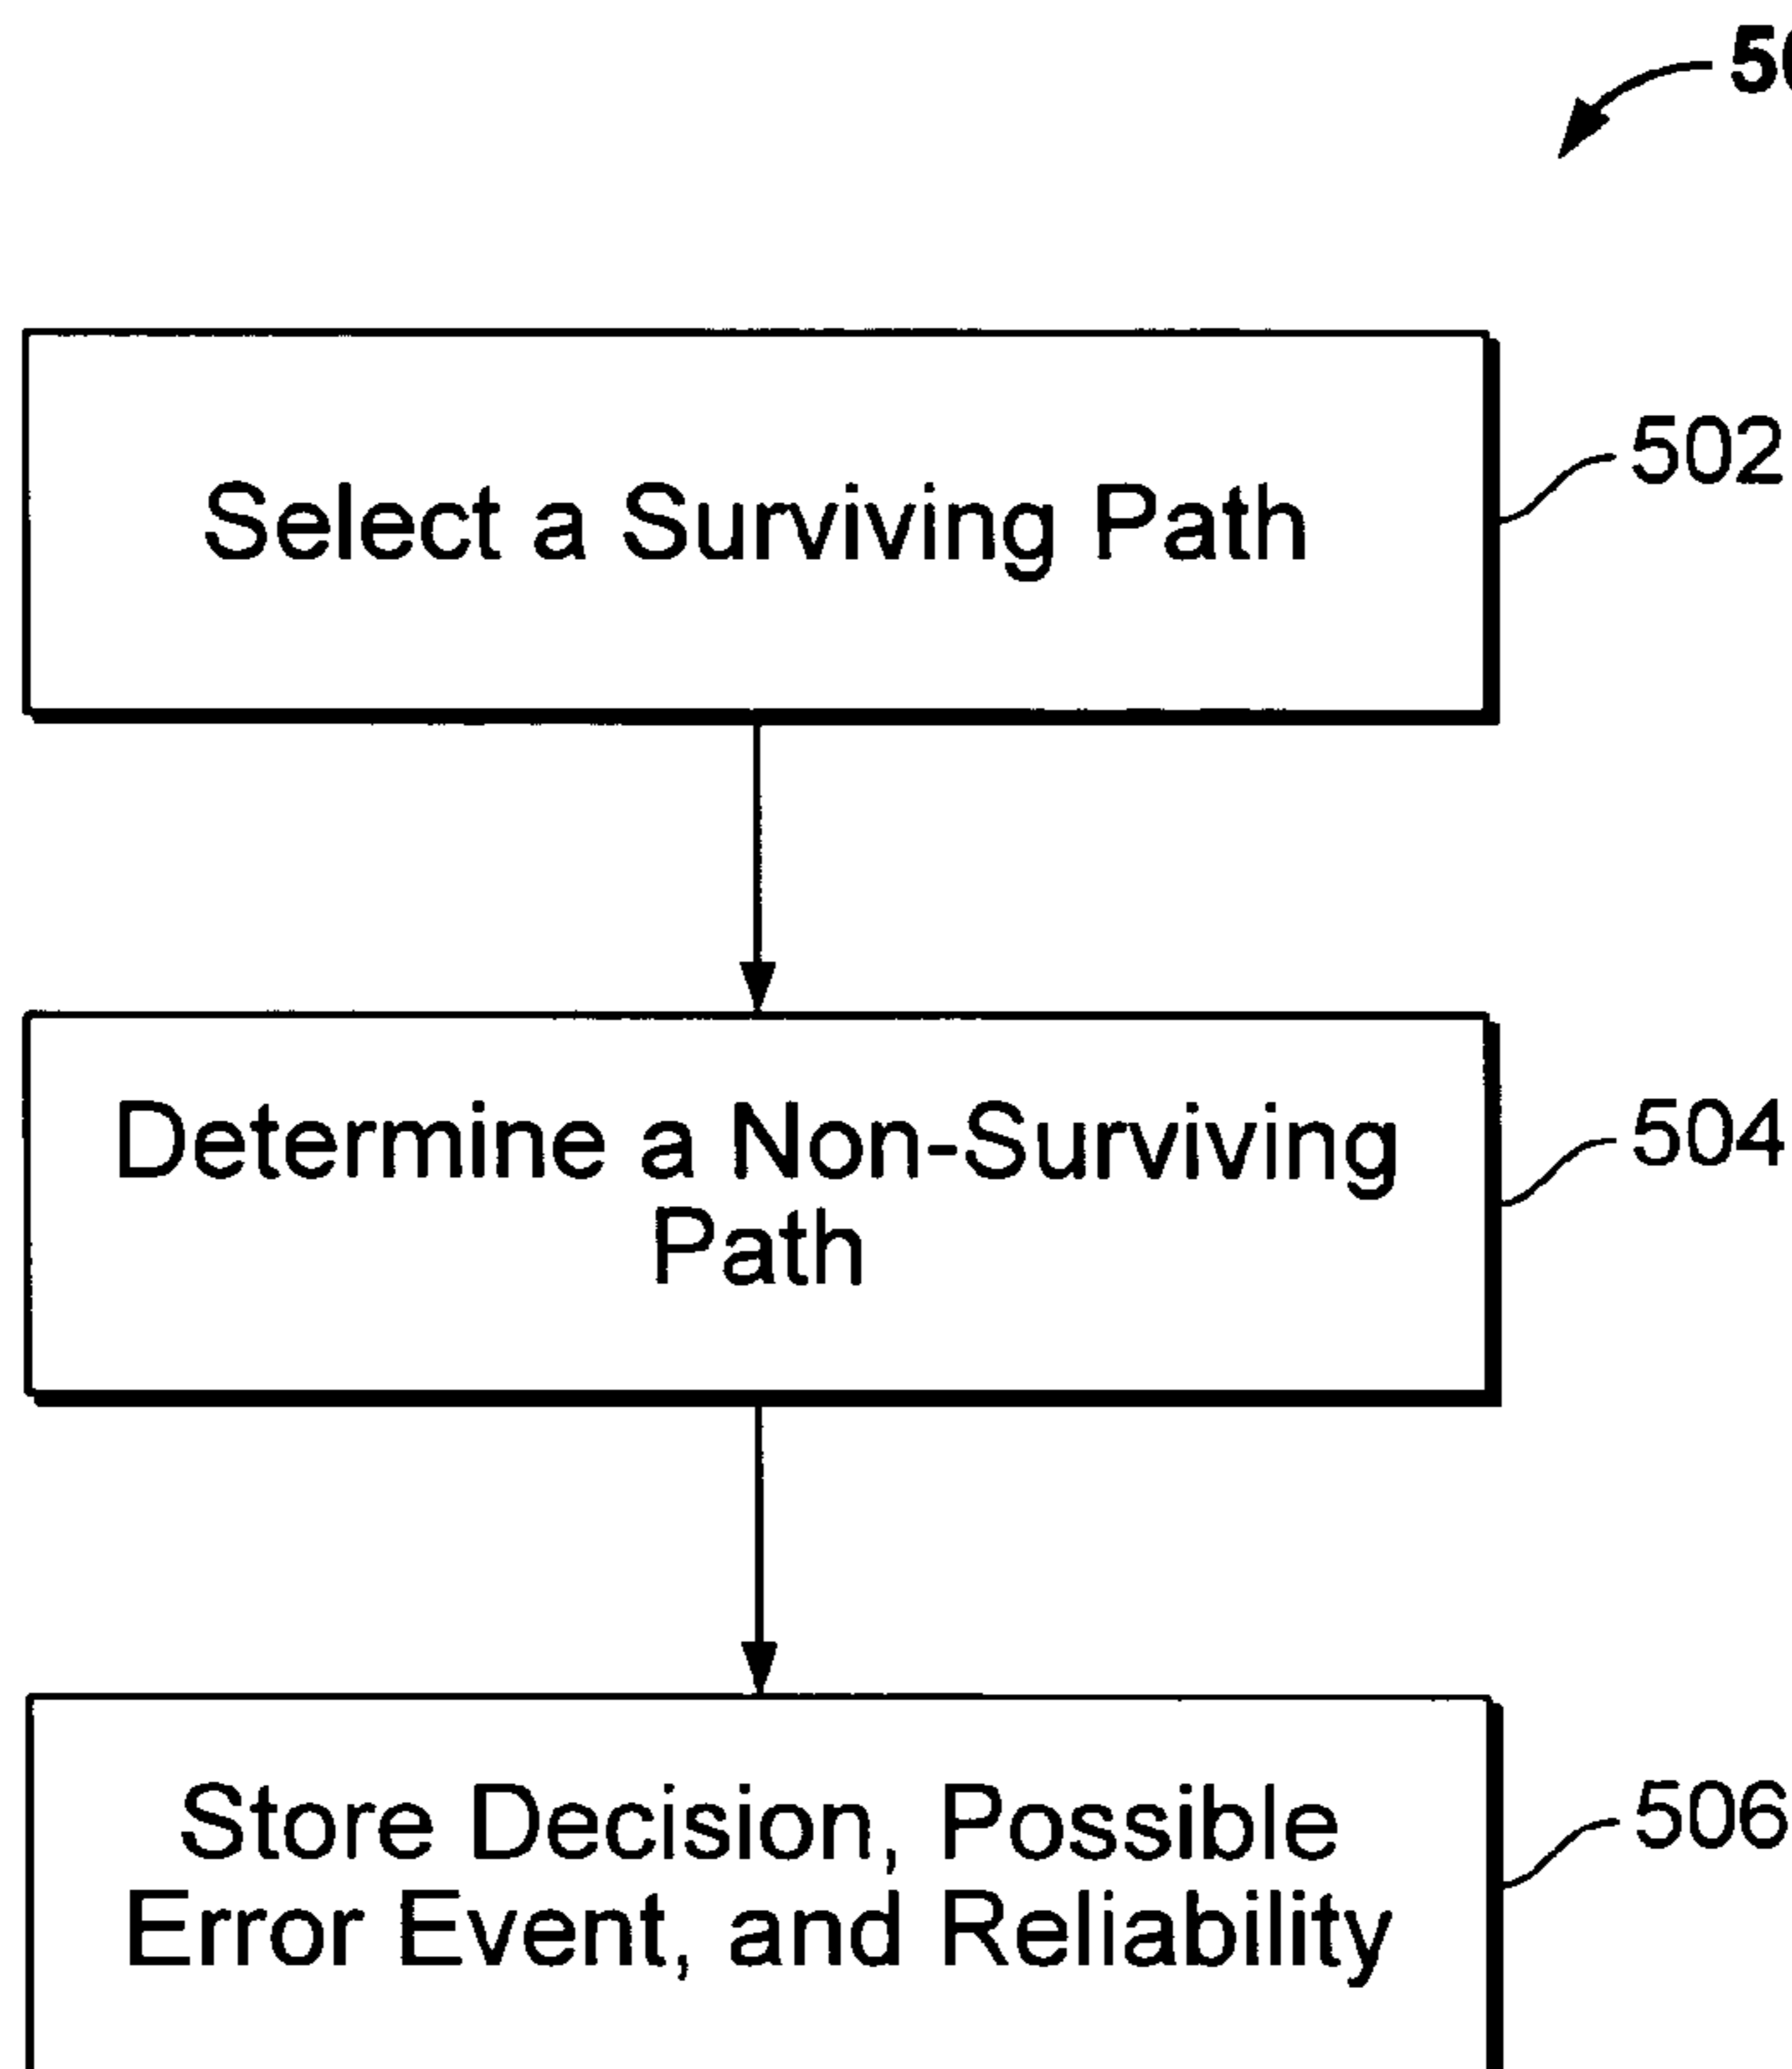 Select a Surviving Path
502
Determine a Non-Surviving
Path
504
Store Decision, Possible
Error Event, and Reliability
506